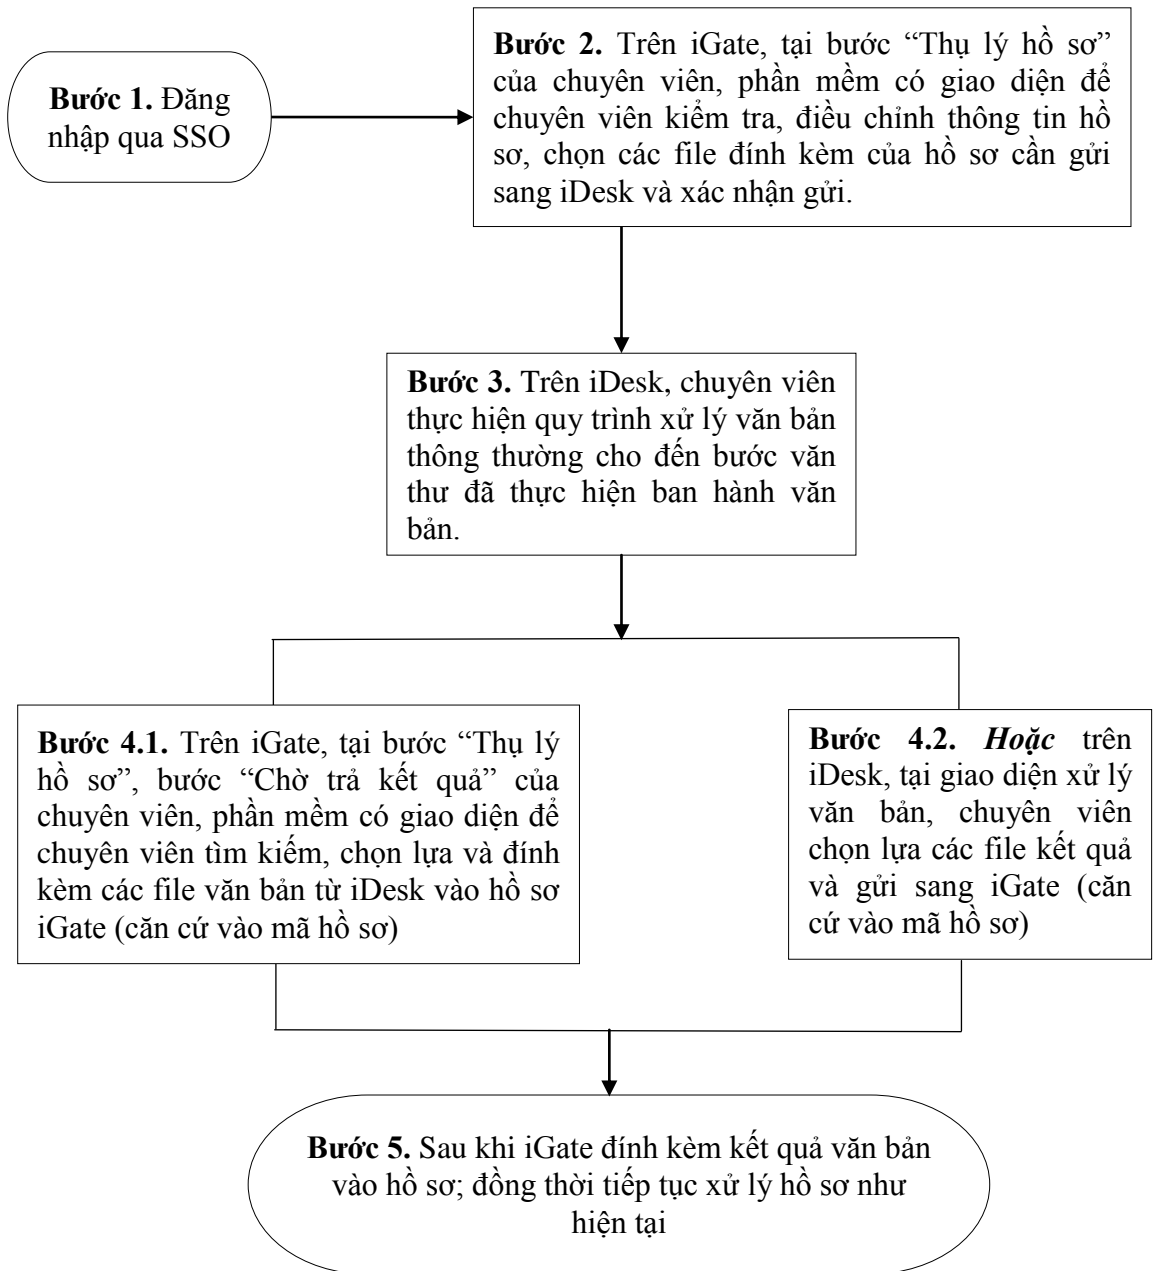 Bước 1. Đăng
nhập qua SSO
Bước 2. Trên iGate, tại bước “Thụ lý hồ sơ”
của chuyên viên, phần mềm có giao diện để
chuyên viên kiểm tra, điều chỉnh thông tin hồ
sơ, chọn các file đính kèm của hồ sơ cần gửi
sang iDesk và xác nhận gửi.
Bước 3. Trên iDesk, chuyên viên
thực hiện quy trình xử lý văn bản
thông thường cho đến bước văn
thư đã thực hiện ban hành văn
bản.
Bước 4.1. Trên iGate, tại bước “Thụ lý
hồ sơ”, bước “Chờ trả kết quả” của
chuyên viên, phần mềm có giao diện để
chuyên viên tìm kiếm, chọn lựa và đính
kèm các file văn bản từ iDesk vào hồ sơ
iGate (căn cứ vào mã hồ sơ)
Bước 4.2. Hoặc trên
iDesk, tại giao diện xử lý
văn bản, chuyên viên
chọn lựa các file kết quả
và gửi sang iGate (căn
cứ vào mã hồ sơ)
Bước 5. Sau khi iGate đính kèm kết quả văn bản
vào hồ sơ; đồng thời tiếp tục xử lý hồ sơ như
hiện tại